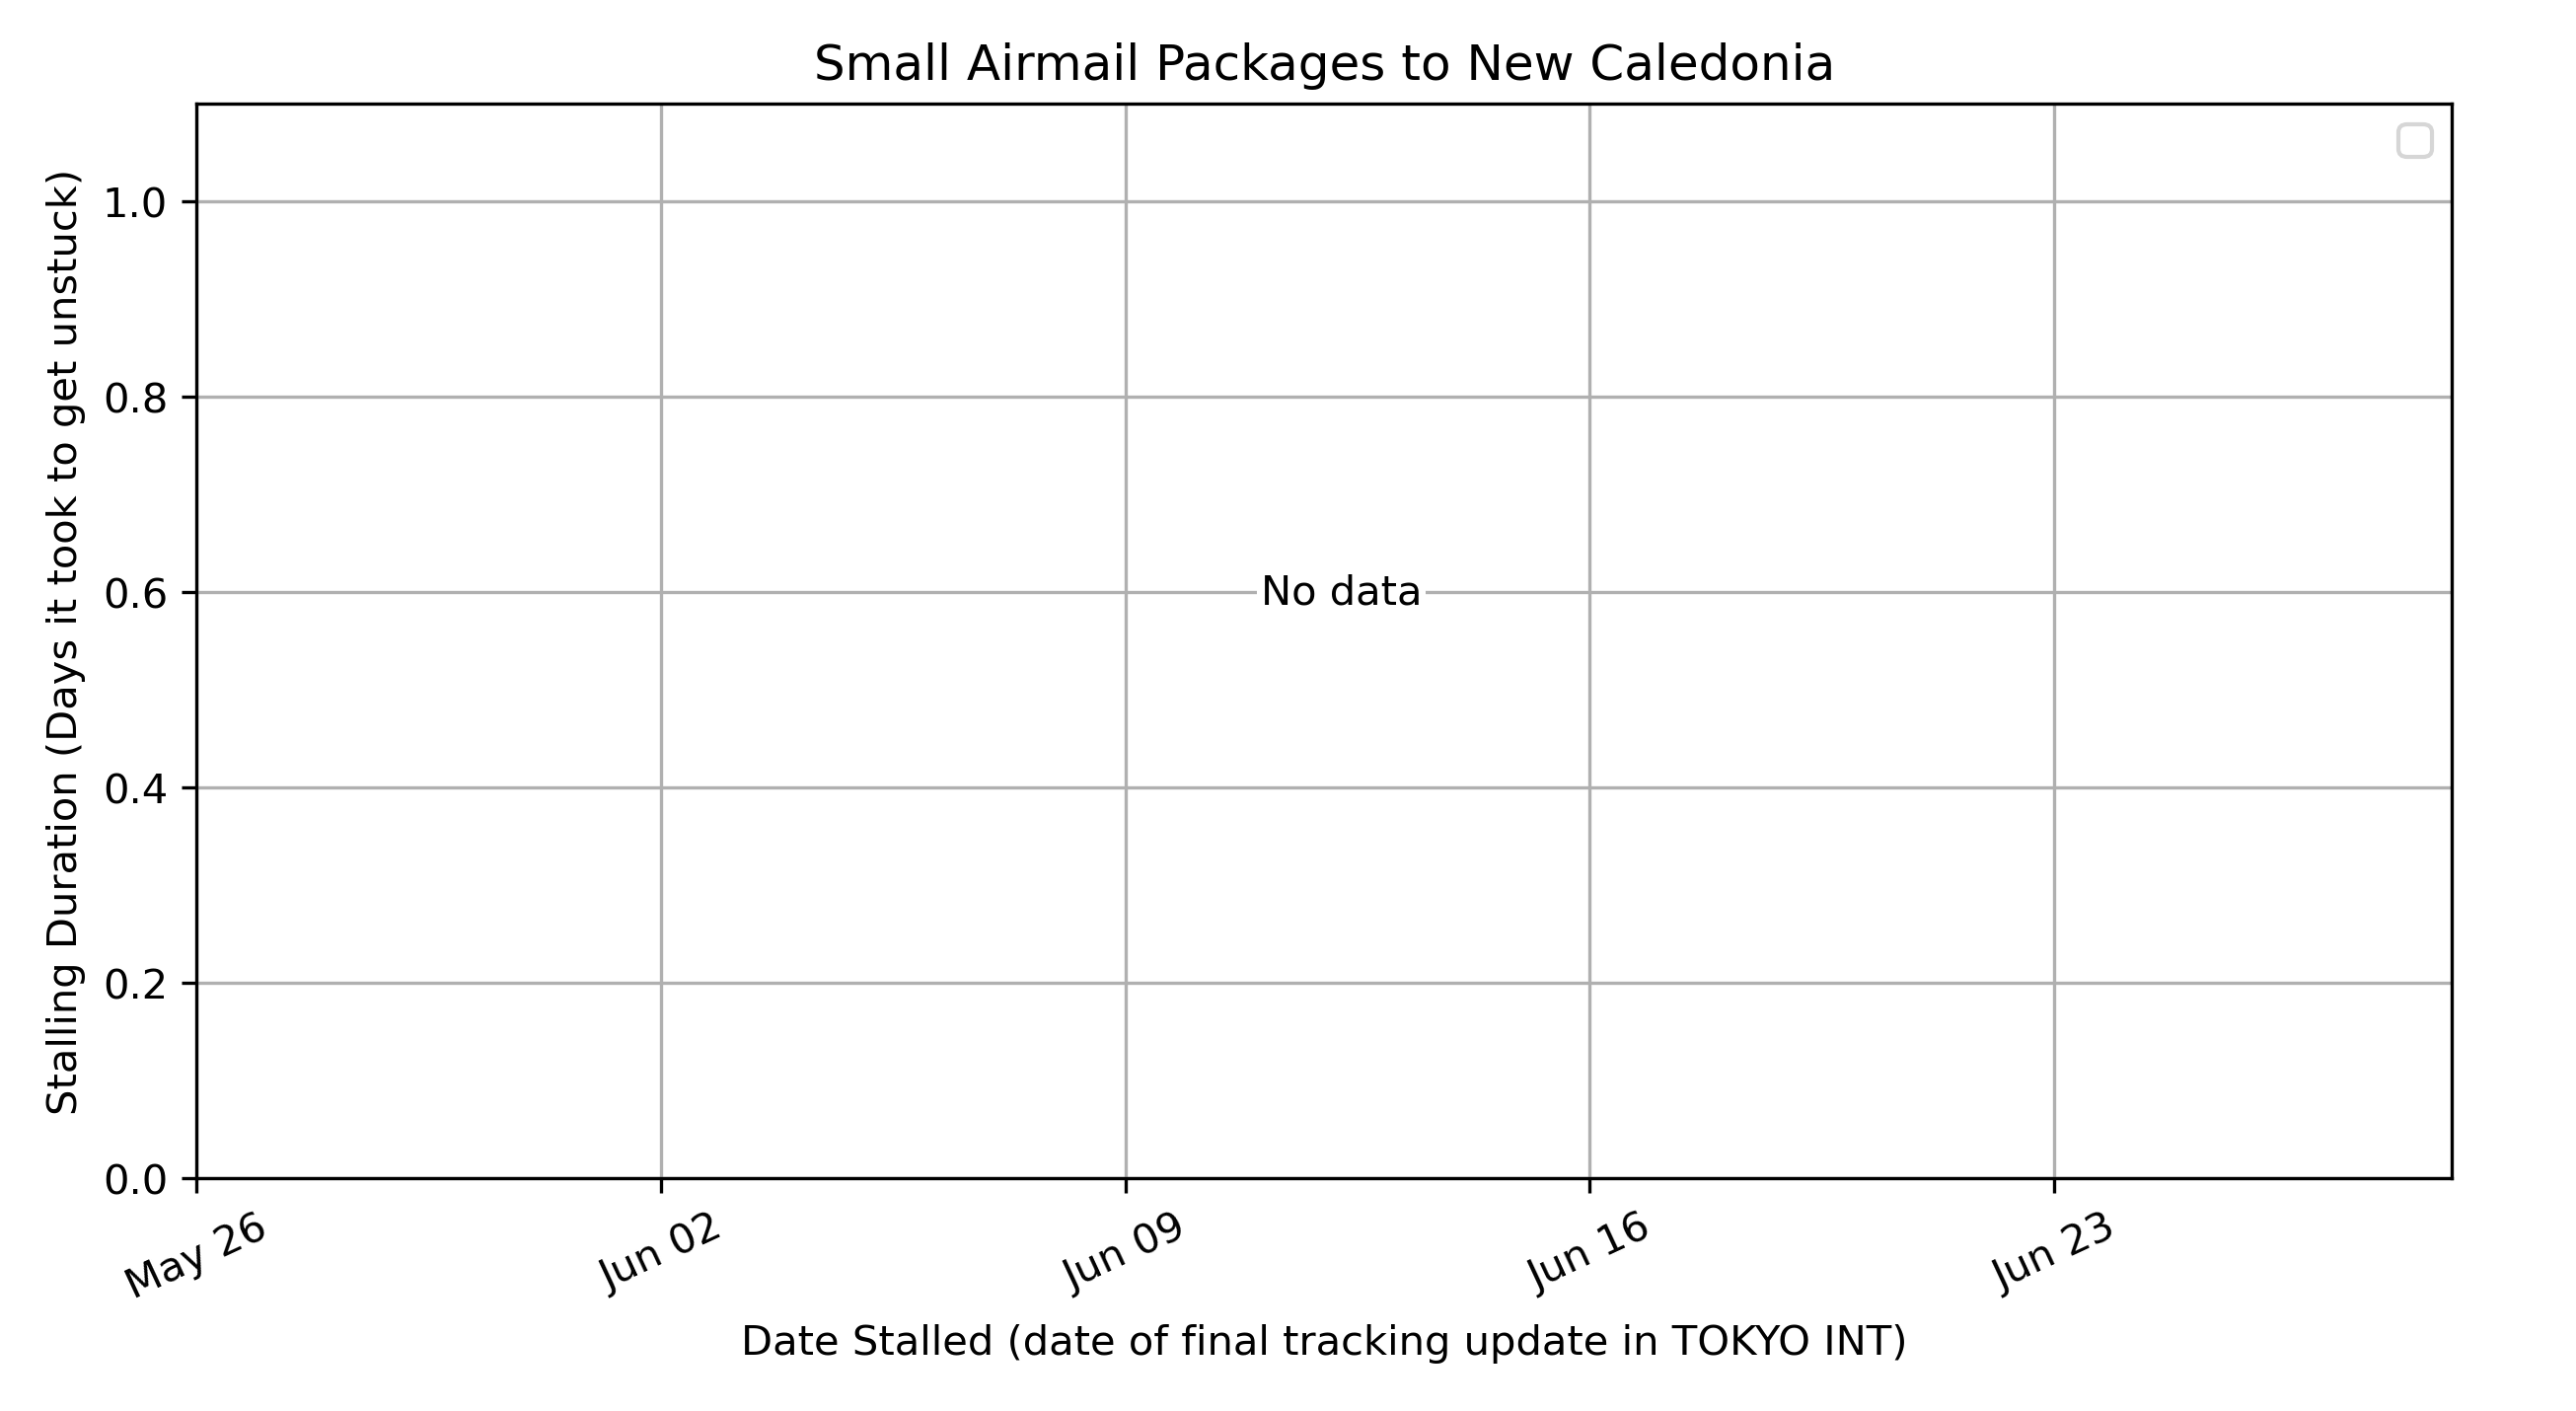 Small Airmail Packages to New Caledonia
Stalling Duration (Days it took to get unstuck)
1.0
0.8
0.6
0.4
0.2
0.0
No data
May 26
Jun 02
Jun 09
Jun 16
Jun 23
Date Stalled (date of final tracking update in TOKYO INT)